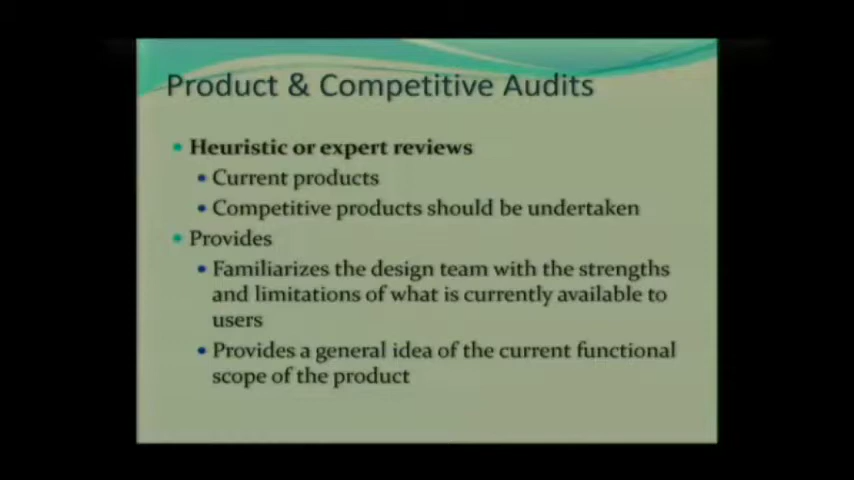 Product & Competitive Audits
• Heuristic or expert reviews
• Current products
• Competitive products should be undertaken
• Provides
• Familiarizes the design team with the strengths
and limitations of what is currently available to
users
• Provides a general idea of the current functional
scope of the product